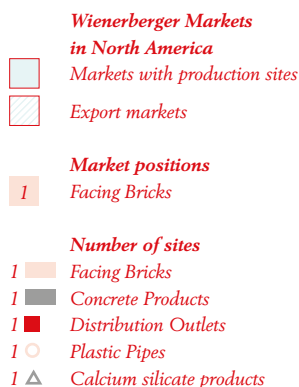 Wienerberger Markets
in North America
Markets with production sites
Export markets
Market positions
1 Facing Bricks
Number of sites
1 Facing Bricks
1 Concrete Products
1 Distribution Outlets
1 Plastic Pipes
1 Calcium silicate products